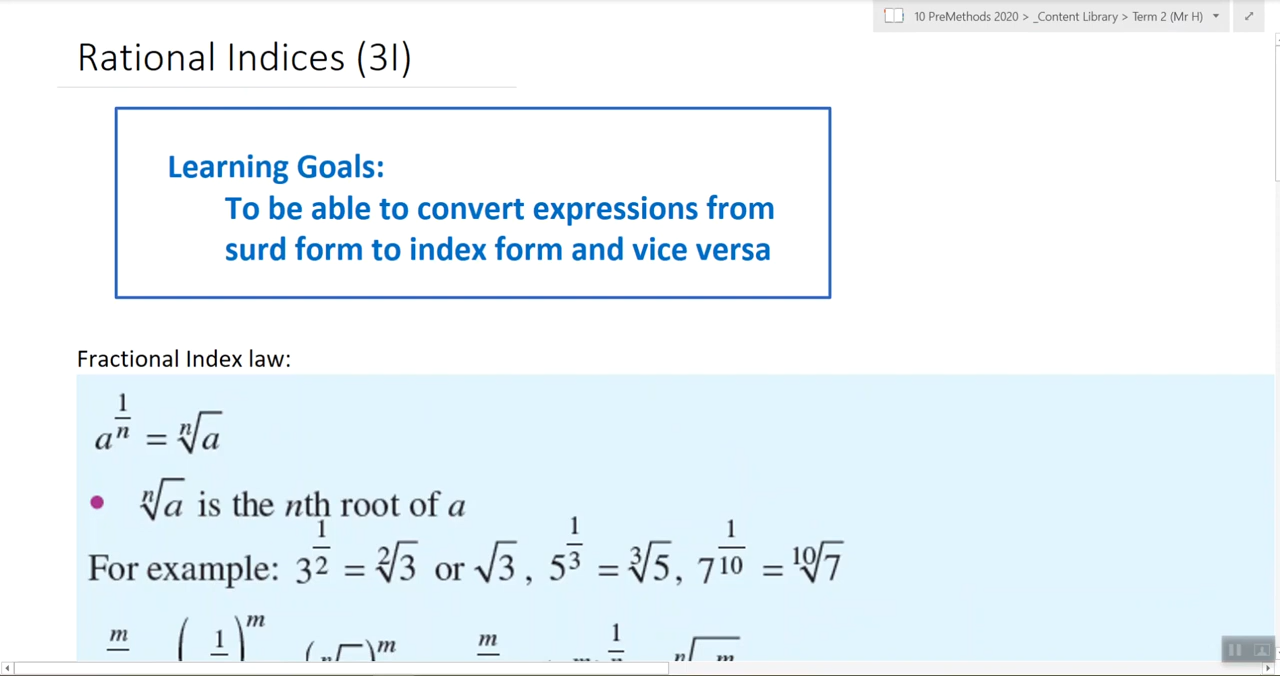 10 PreMethods 2020 > _Content Library > Term 2 (Mr H)
Rational Indices (3I)
Learning Goals:
To be able to convert expressions from
surd form to index form and vice versa
Fractional Index law:
a^(1/n) = ⁿ√a
• ⁿ√a is the nth root of a
For example: 3^(1/2) = ²√3 or √3, 5^(1/3) = ³√5, 7^(1/10) = ¹⁰√7